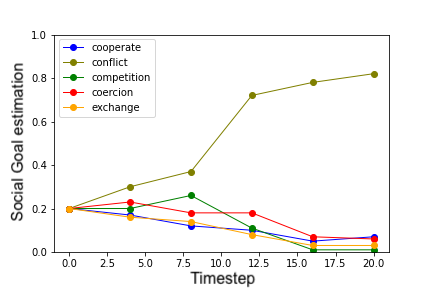 1.0
0.8
0.6
0.4
0.2
0.0
Social Goal estimation
cooperate
conflict
competition
coercion
exchange
0.0 2.5 5.0 7.5 10.0 12.5 15.0 17.5 20.0
Timestep